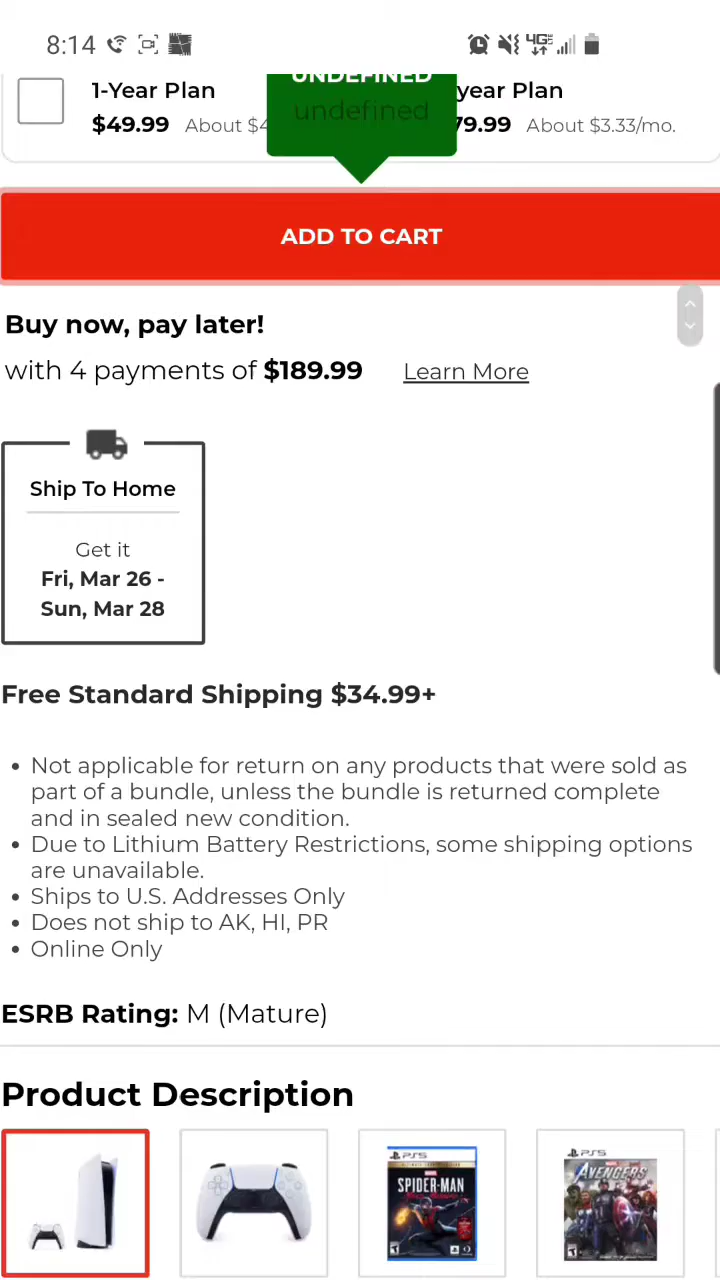 8:14 4GE
1-Year Plan UNDEFINED year Plan
$49.99 About $4 undefined 79.99 About $3.33/mo.
ADD TO CART
Buy now, pay later!
with 4 payments of $189.99 Learn More
Ship To Home
Get it
Fri, Mar 26 -
Sun, Mar 28
Free Standard Shipping $34.99+
• Not applicable for return on any products that were sold as
part of a bundle, unless the bundle is returned complete
and in sealed new condition.
• Due to Lithium Battery Restrictions, some shipping options
are unavailable.
• Ships to U.S. Addresses Only
• Does not ship to AK, HI, PR
• Online Only
ESRB Rating: M (Mature)
Product Description
PS5 PS5
MARVEL
SPIDER-MAN AVENGERS